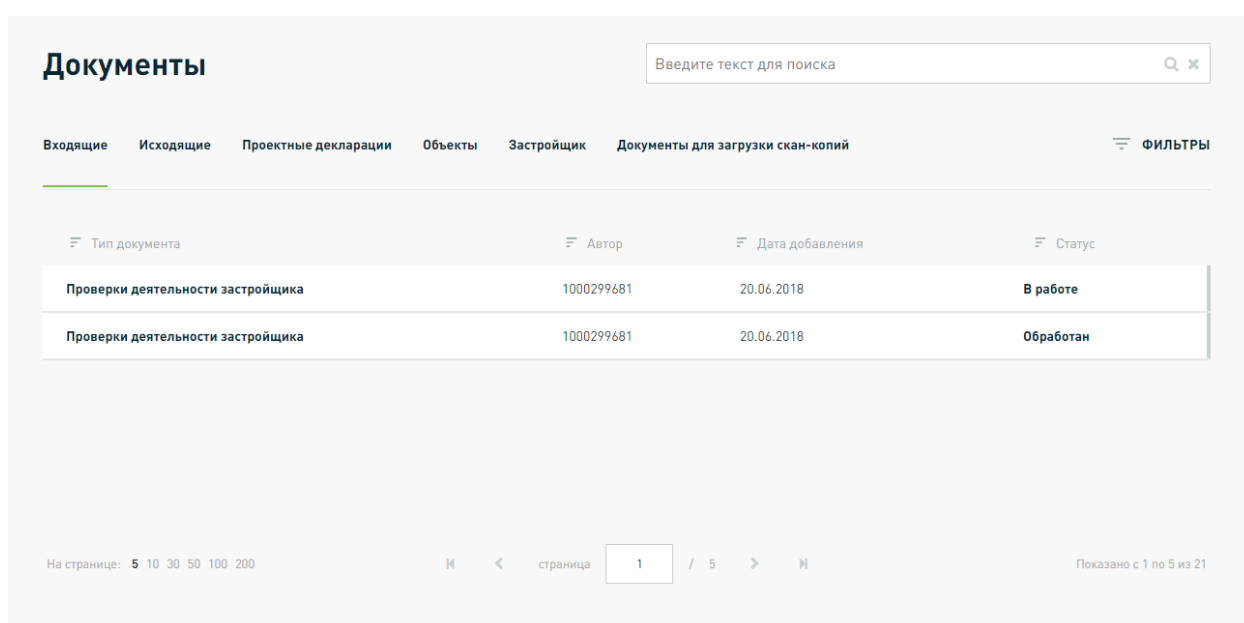 Документы
Введите текст для поиска
Входящие Исходящие Проектные декларации Объекты Застройщик Документы для загрузки скан-копий ФИЛЬТРЫ
Тип документа Автор Дата добавления Статус
Проверки деятельности застройщика 1000299681 20.06.2018 В работе
Проверки деятельности застройщика 1000299681 20.06.2018 Обработан
На странице: 5 10 30 50 100 200 страница 1 / 5 Показано с 1 по 5 из 21